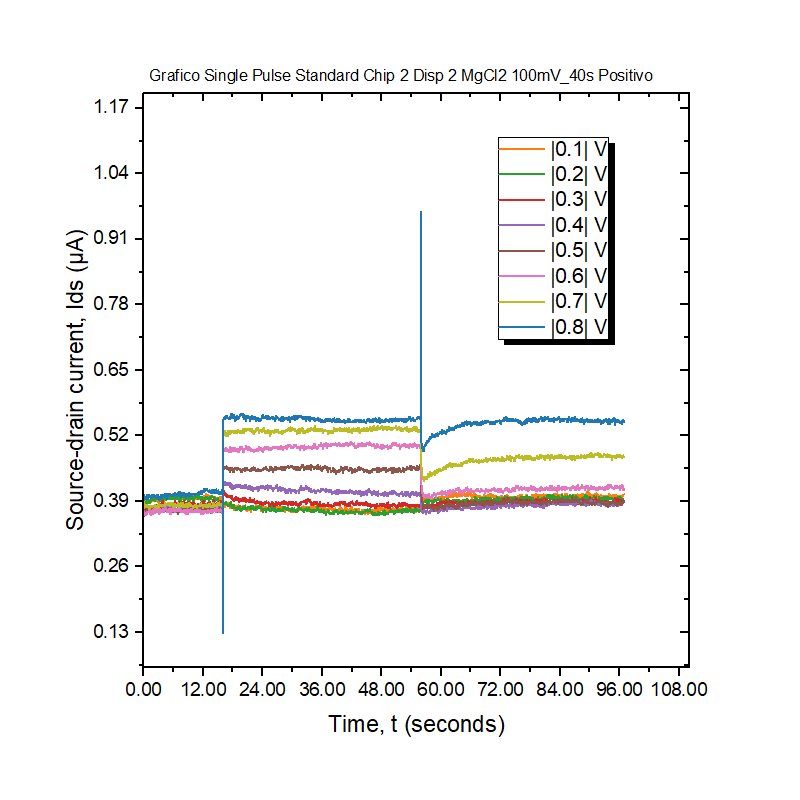 Grafico Single Pulse Standard Chip 2 Disp 2 MgCl2 100mV_40s Positivo
1.17
1.04
0.91
0.78
0.65
0.52
0.39
0.26
0.13
Source-drain current, Ids (µA)
|0.1| V
|0.2| V
|0.3| V
|0.4| V
|0.5| V
|0.6| V
|0.7| V
|0.8| V
0.00 12.00 24.00 36.00 48.00 60.00 72.00 84.00 96.00 108.00
Time, t (seconds)